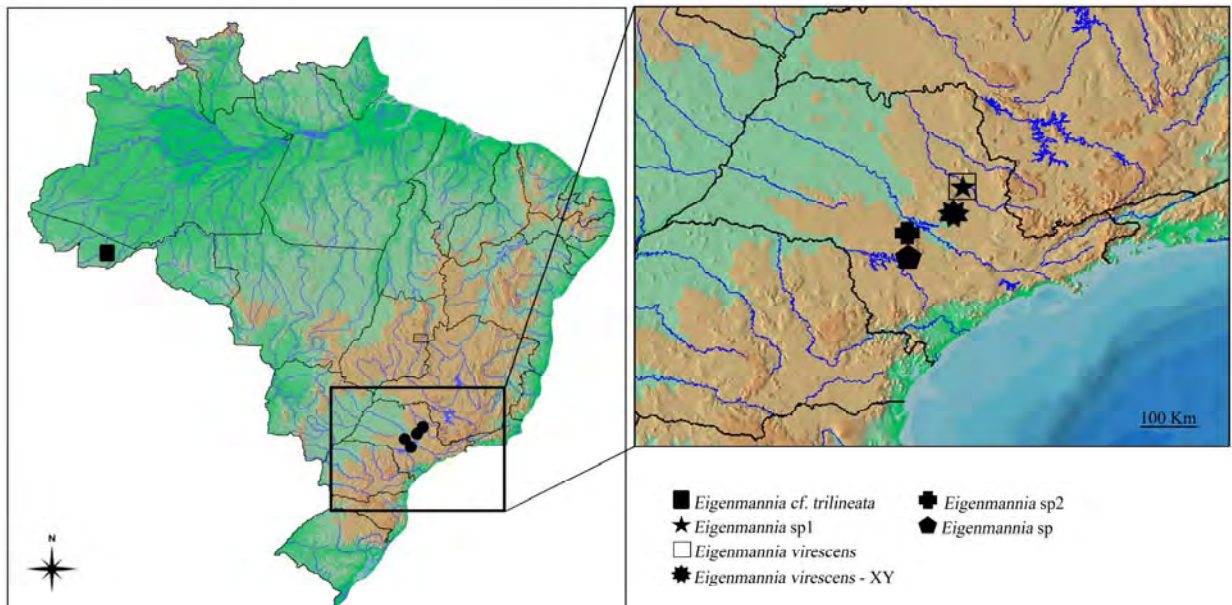 N
100 Km
Eigenmannia cf. trilineata
Eigenmannia sp1
Eigenmannia virescens
Eigenmannia virescens - XY
Eigenmannia sp2
Eigenmannia sp